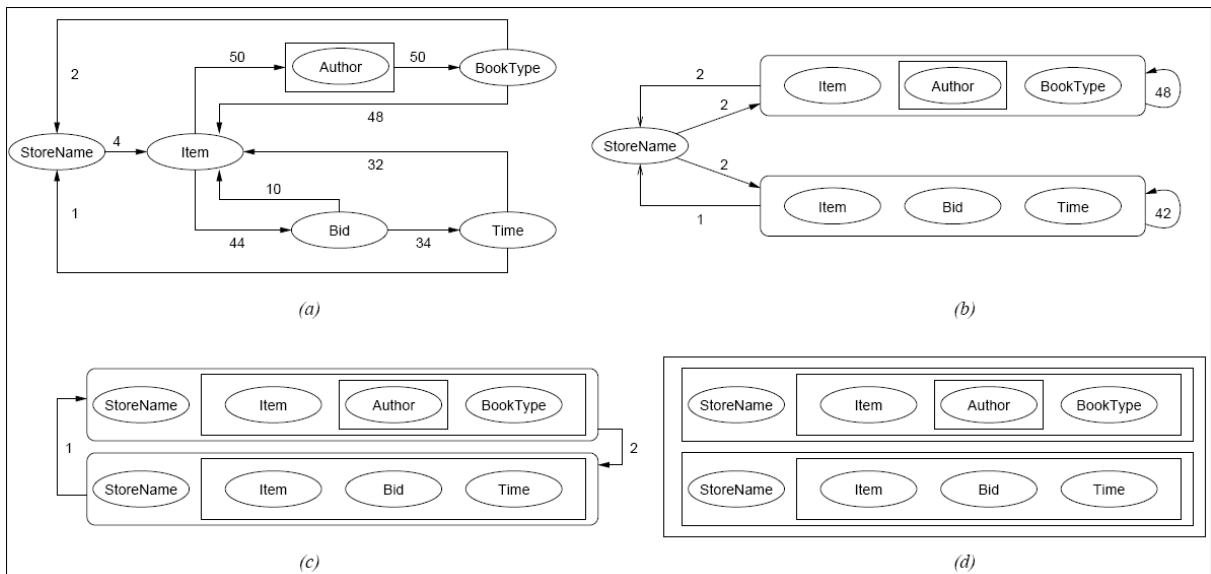 50
Author
50
BookType
2
48
StoreName
4
Item
32
10
1
44
Bid
34
Time
(a)
Item
Author
BookType
48
2
2
StoreName
2
1
Item
Bid
Time
42
(b)
StoreName
Item
Author
BookType
1
2
StoreName
Item
Bid
Time
(c)
StoreName
Item
Author
BookType
StoreName
Item
Bid
Time
(d)